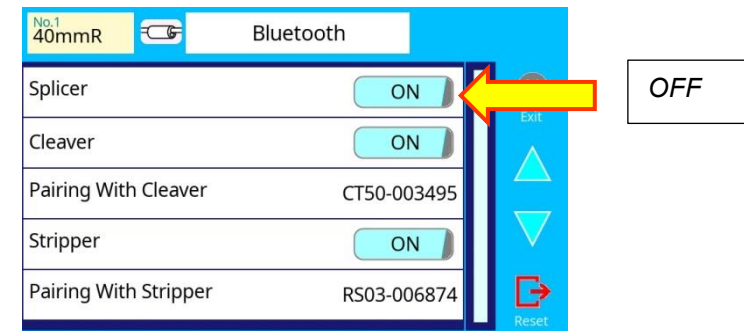 No.1
40mmR
Bluetooth
Splicer ON
OFF
Exit
Cleaver ON
Pairing With Cleaver CT50-003495
Stripper ON
Pairing With Stripper RS03-006874
Reset